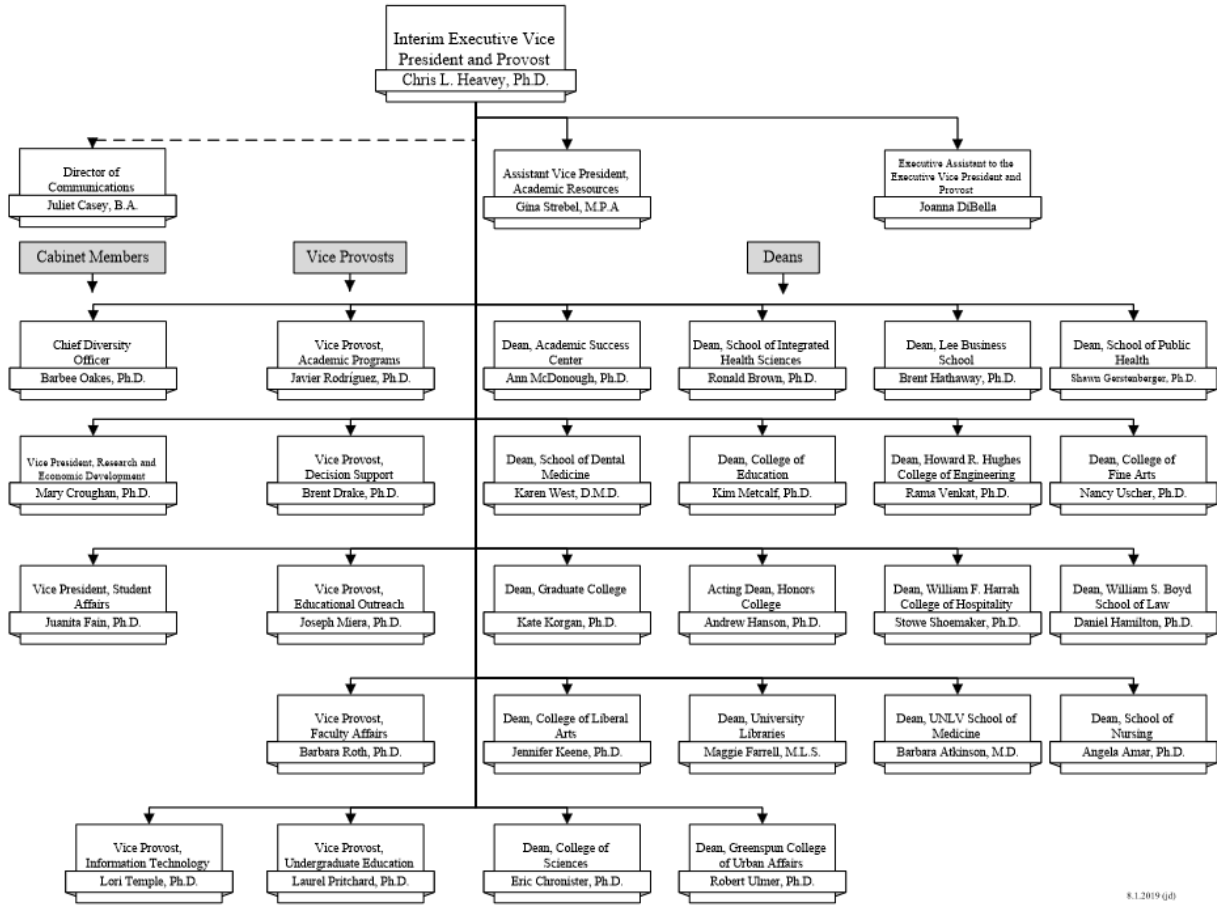 Interim Executive Vice
President and Provost
Chris L. Heavey, Ph.D.
Director of
Communications
Juliet Casey, B.A.
Assistant Vice President,
Academic Resources
Gina Strebel, M.P.A
Executive Assistant to the
Executive Vice President and
Provost
Joanna DiBella
Cabinet Members
Vice Provosts
Deans
Chief Diversity
Officer
Barbee Oakes, Ph.D.
Vice Provost,
Academic Programs
Javier Rodríguez, Ph.D.
Dean, Academic Success
Center
Ann McDonough, Ph.D.
Dean, School of Integrated
Health Sciences
Ronald Brown, Ph.D.
Dean, Lee Business
School
Brent Hathaway, Ph.D.
Dean, School of Public
Health
Shawn Gerstenberger, Ph.D.
Vice President, Research and
Economic Development
Mary Croughan, Ph.D.
Vice Provost,
Decision Support
Brent Drake, Ph.D.
Dean, School of Dental
Medicine
Karen West, D.M.D.
Dean, College of
Education
Kim Metcalf, Ph.D.
Dean, Howard R. Hughes
College of Engineering
Rama Venkat, Ph.D.
Dean, College of
Fine Arts
Nancy Uscher, Ph.D.
Vice President, Student
Affairs
Juanita Fain, Ph.D.
Vice Provost,
Educational Outreach
Joseph Miera, Ph.D.
Dean, Graduate College
Kate Korgan, Ph.D.
Acting Dean, Honors
College
Andrew Hanson, Ph.D.
Dean, William F. Harrah
College of Hospitality
Stowe Shoemaker, Ph.D.
Dean, William S. Boyd
School of Law
Daniel Hamilton, Ph.D.
Vice Provost,
Faculty Affairs
Barbara Roth, Ph.D.
Dean, College of Liberal
Arts
Jennifer Keene, Ph.D.
Dean, University
Libraries
Maggie Farrell, M.L.S.
Dean, UNLV School of
Medicine
Barbara Atkinson, M.D.
Dean, School of
Nursing
Angela Amar, Ph.D.
Vice Provost,
Information Technology
Lori Temple, Ph.D.
Vice Provost,
Undergraduate Education
Laurel Pritchard, Ph.D.
Dean, College of
Sciences
Eric Chronister, Ph.D.
Dean, Greenspun College
of Urban Affairs
Robert Ulmer, Ph.D.
8.1.2019 (jd)